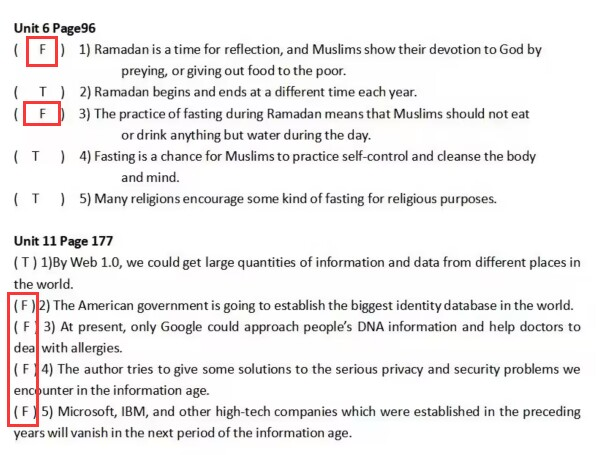 Unit 6 Page96
( F ) 1) Ramadan is a time for reflection, and Muslims show their devotion to God by
preying, or giving out food to the poor.
( T ) 2) Ramadan begins and ends at a different time each year.
( F ) 3) The practice of fasting during Ramadan means that Muslims should not eat
or drink anything but water during the day.
( T ) 4) Fasting is a chance for Muslims to practice self-control and cleanse the body
and mind.
( T ) 5) Many religions encourage some kind of fasting for religious purposes.
Unit 11 Page 177
( T ) 1)By Web 1.0, we could get large quantities of information and data from different places in
the world.
( F ) 2) The American government is going to establish the biggest identity database in the world.
( F ) 3) At present, only Google could approach people's DNA information and help doctors to
deal with allergies.
( F ) 4) The author tries to give some solutions to the serious privacy and security problems we
encounter in the information age.
( F ) 5) Microsoft, IBM, and other high-tech companies which were established in the preceding
years will vanish in the next period of the information age.